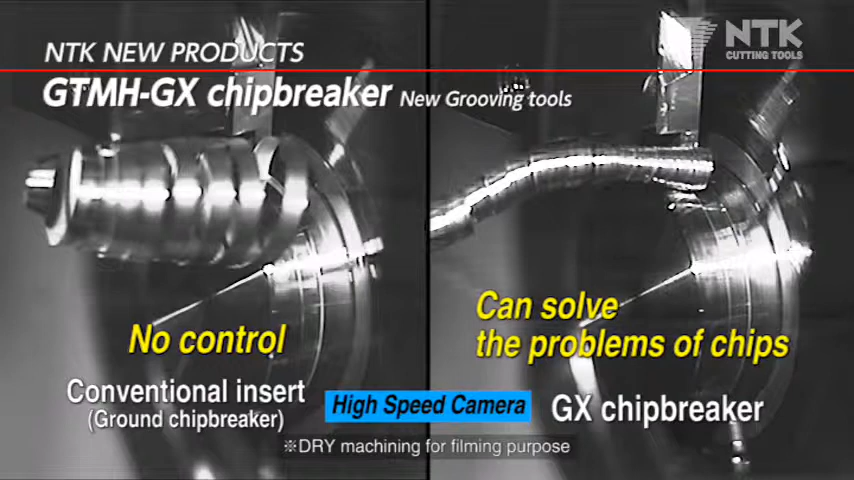 NTK NEW PRODUCTS
GTMH-GX chipbreaker New Grooving tools
NTK
CUTTING TOOLS
No control
Can solve
the problems of chips
Conventional insert
(Ground chipbreaker)
High Speed Camera
GX chipbreaker
※DRY machining for filming purpose